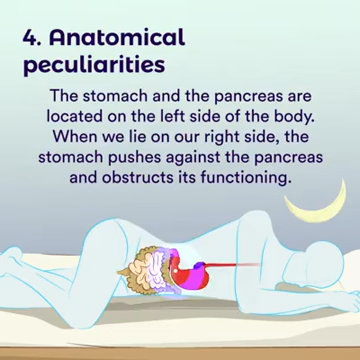 4. Anatomical
peculiarities
The stomach and the pancreas are
located on the left side of the body.
When we lie on our right side, the
stomach pushes against the pancreas
and obstructs its functioning.